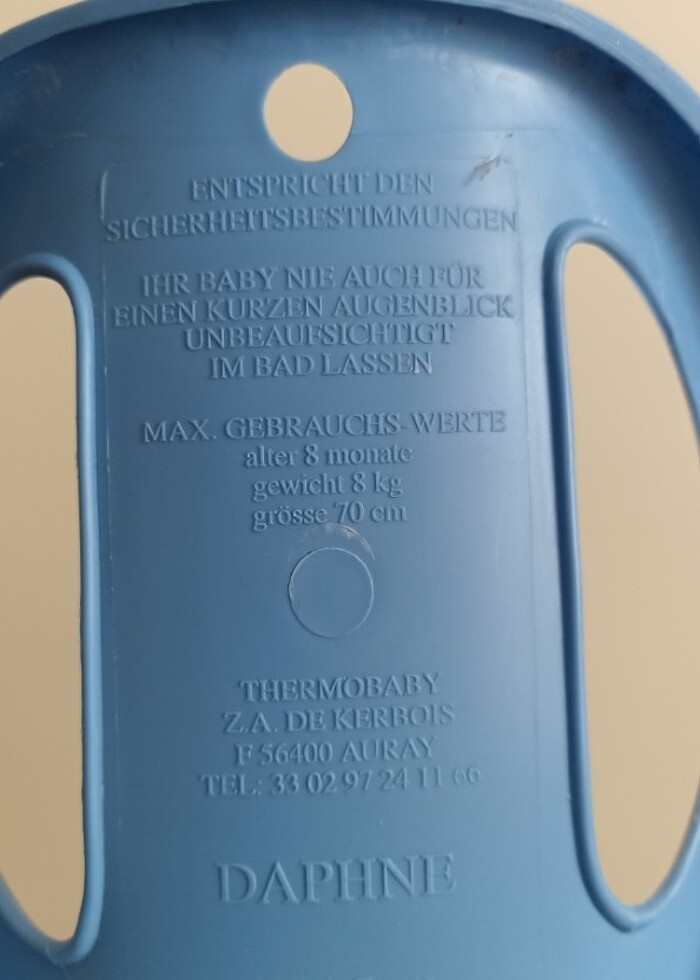 ENTSPRICHT DEN
SICHERHEITSBESTIMMUNGEN
IHR BABY NIE AUCH FÜR
EINEN KURZEN AUGENBLICK
UNBEAUFSICHTIGT
IM BAD LASSEN
MAX. GEBRAUCHS-WERTE
alter 8 monate
gewicht 8 kg
grösse 70 cm
THERMOBABY
Z.A. DE KERBOIS
F 56400 AURAY
TEL: 33 02 97 24 11 66
DAPHNE